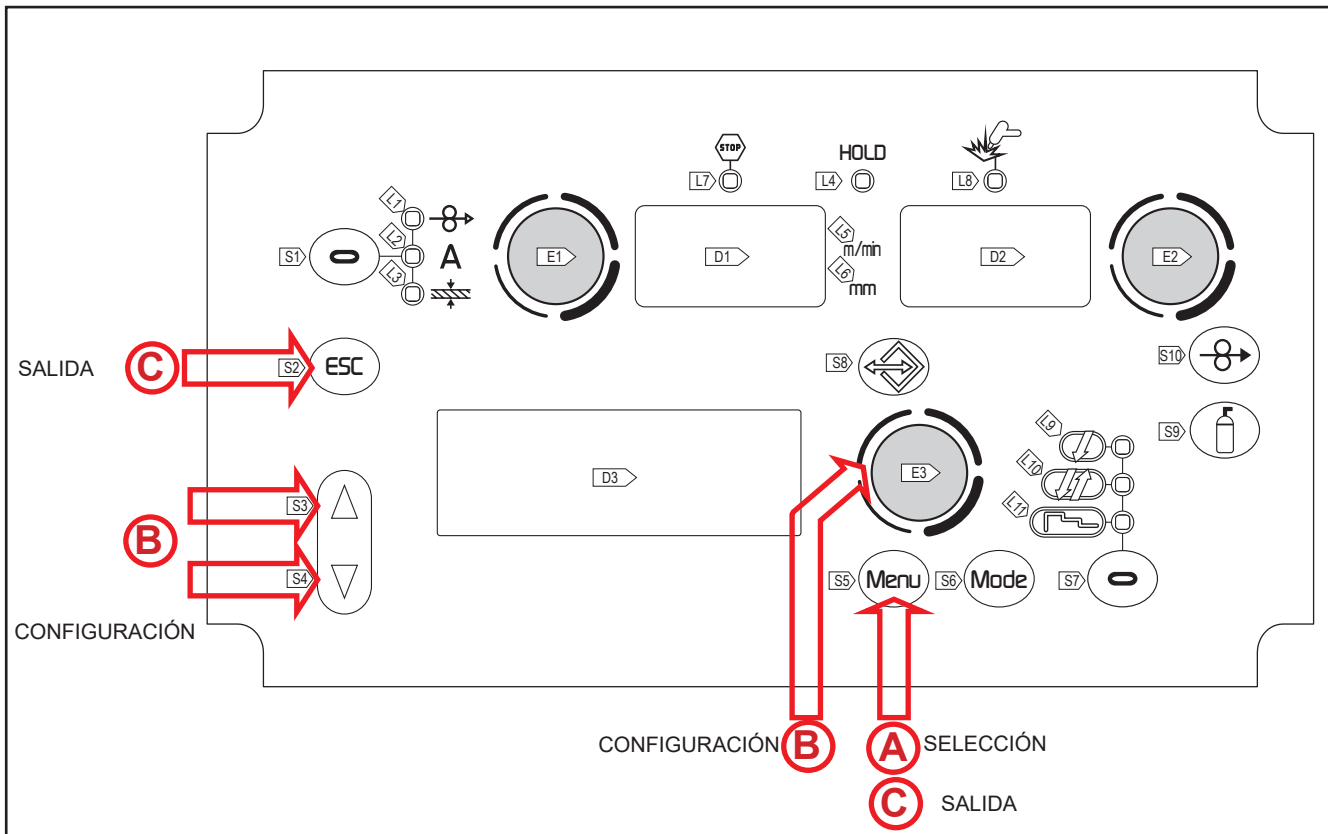 STOP
HOLD
L7
L4
L8
L1
L2
A
L3
S1
E1
D1
L5
m/min
L6
mm
D2
E2
SALIDA
C
S2
ESC
S8
S10
S9
D3
E3
L9
L10
L11
S3
B
S4
S5
Menu
S6
Mode
S7
CONFIGURACIÓN
CONFIGURACIÓN
B
A
SELECCIÓN
C
SALIDA